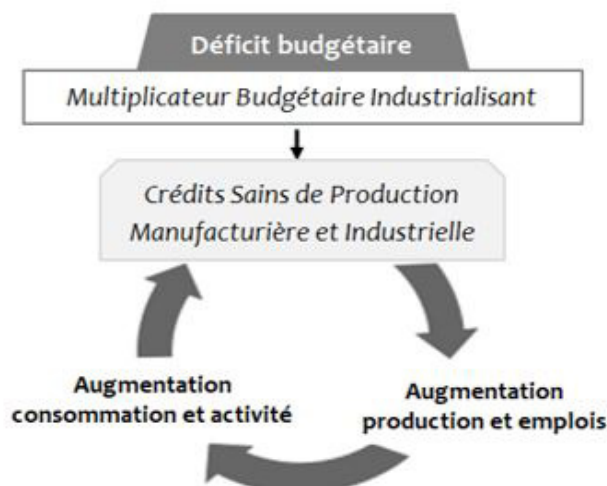 Déficit budgétaire
Multiplicateur Budgétaire Industrialisant
Crédits Sains de Production
Manufacturière et Industrielle
Augmentation
consommation et activité
Augmentation
production et emplois